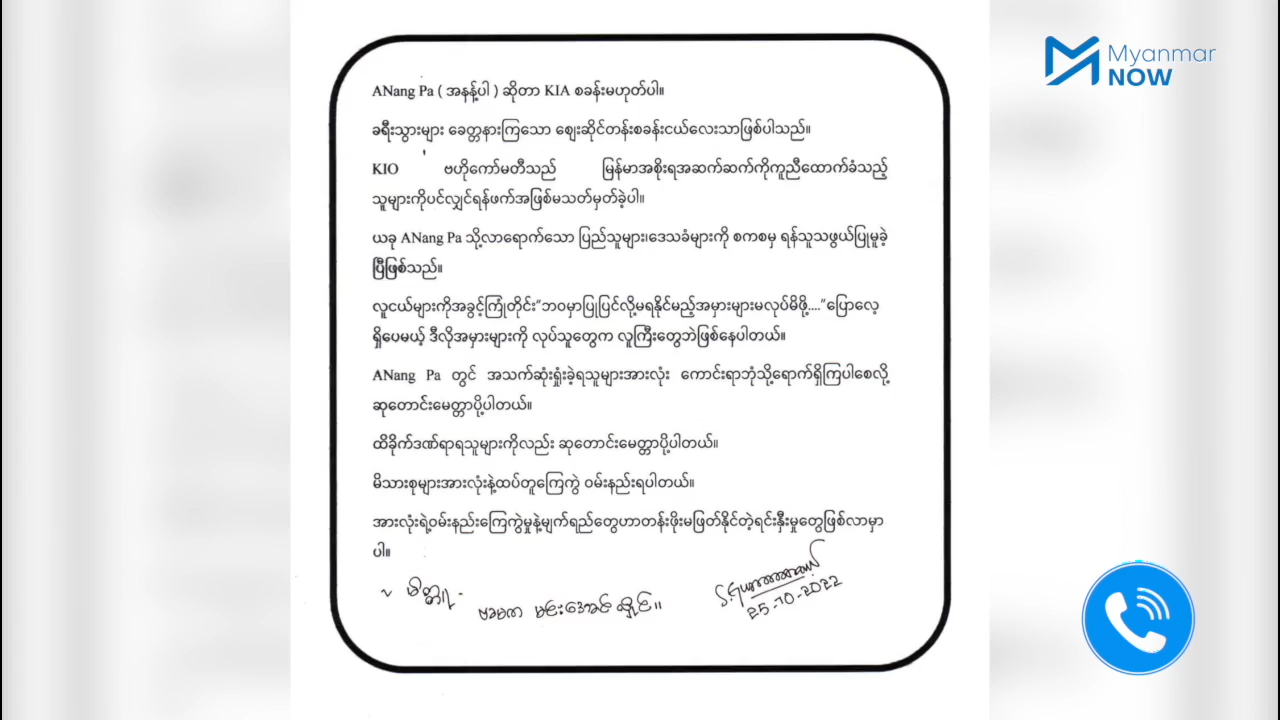 Myanmar
NOW
ANang Pa ( အနန့်ပါ ) ဆိုတာ KIA စခန်းမဟုတ်ပါ။
ခရီးသွားများ ခေတ္တနားကြသော ဈေးဆိုင်တန်းစခန်းငယ်လေးသာဖြစ်ပါသည်။
KIO ဗဟိုကော်မတီသည် မြန်မာအစိုးရအဆက်ဆက်ကိုကူညီထောက်ခံသည့်
သူများကိုပင်လျှင်ရန်ဖက်အဖြစ်မသတ်မှတ်ခဲ့ပါ။
ယခု ANang Pa သို့လာရောက်သော ပြည်သူများ၊ဒေသခံများကို စကစမှ ရန်သူသဖွယ်ပြုမူခဲ့
ပြီဖြစ်သည်။
လူငယ်များကိုအခွင့်ကြုံတိုင်း“ဘဝမှာပြုပြင်လို့မရနိုင်မည့်အမှားများမလုပ်မိဖို့....”ပြောလေ့
ရှိပေမယ့် ဒီလိုအမှားများကို လုပ်သူတွေက လူကြီးတွေဘဲဖြစ်နေပါတယ်။
ANang Pa တွင် အသက်ဆုံးရှုံးခဲ့ရသူများအားလုံး ကောင်းရာဘုံသို့ရောက်ရှိကြပါစေလို့
ဆုတောင်းမေတ္တာပို့ပါတယ်။
ထိခိုက်ဒဏ်ရာရသူများကိုလည်း ဆုတောင်းမေတ္တာပို့ပါတယ်။
မိသားစုများအားလုံးနဲ့ထပ်တူကြေကွဲ ဝမ်းနည်းရပါတယ်။
အားလုံးရဲ့ဝမ်းနည်းကြေကွဲမှုနဲ့မျက်ရည်တွေဟာတန်းဖိုးမဖြတ်နိုင်တဲ့ရင်းနှီးမှုတွေဖြစ်လာမှာ
ပါ။
မင်းအောင်
25-10-2022